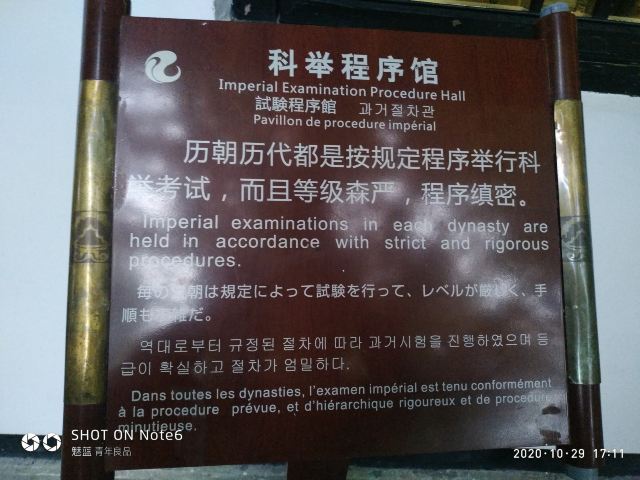 科举程序馆
Imperial Examination Procedure Hall
試験程序館 과거절차관
Pavillon de procedure impérial
历朝历代都是按规定程序举行科
举考试，而且等级森严，程序缜密。
Imperial examinations in each dynasty are
held in accordance with strict and rigorous
procedures.
毎の 朝は規定によって試験を行って、レベルが厳しく、手
順も 雑だ。
역대로부터 규정된 절차에 따라 과거시험을 진행하였으며 등
급이 확실하고 절차가 엄밀하다.
Dans toutes les dynasties, l'examen impérial est tenu conformément
à la procedure prévue, et d'hiérarchique rigoureux et de procedure
minutieuse.
SHOT ON Note6
魅蓝 青年良品
2020·10·29 17:11